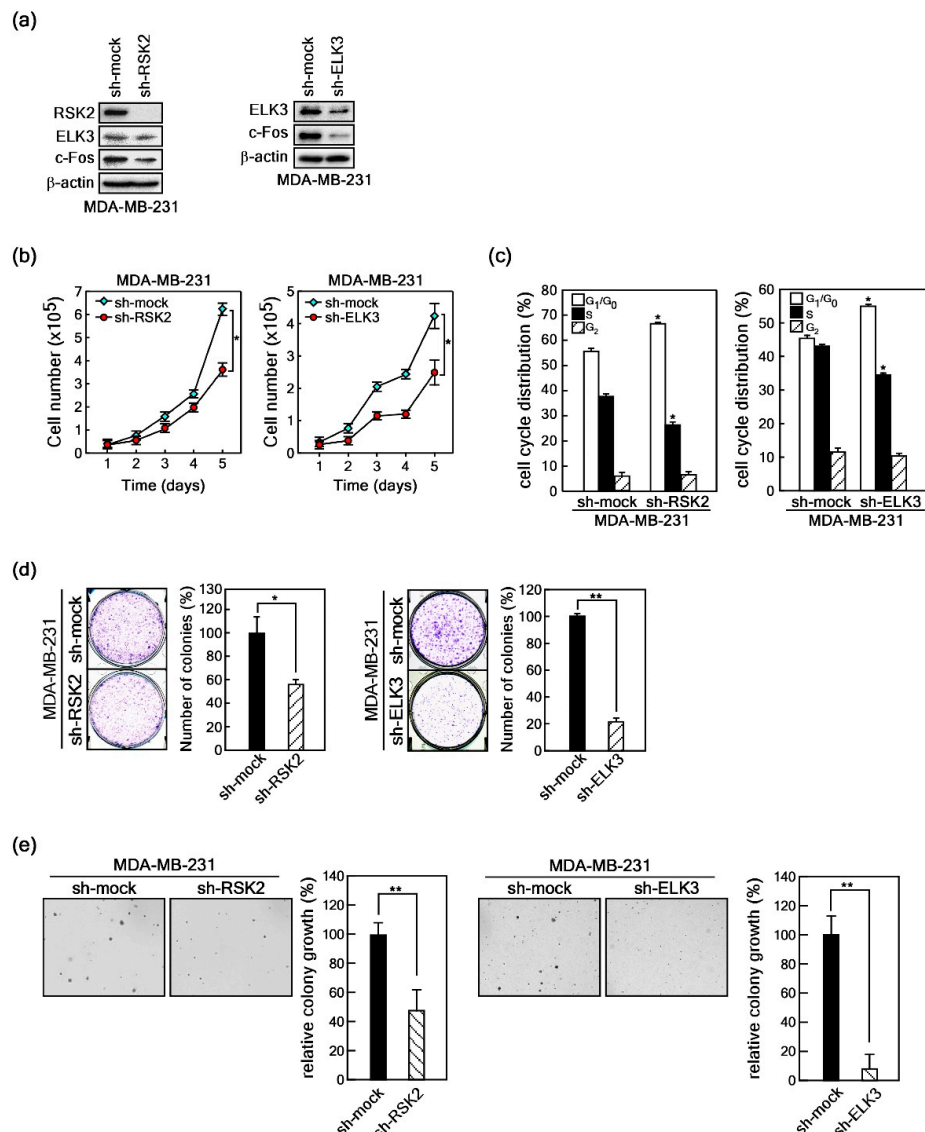 (a)
sh-mock
sh-RSK2
RSK2
ELK3
c-Fos
β-actin
MDA-MB-231
sh-mock
sh-ELK3
ELK3
c-Fos
β-actin
MDA-MB-231
(b)
MDA-MB-231
sh-mock
sh-RSK2
Cell number (x10⁵)
7
6
5
4
3
2
1
0
1 2 3 4 5
Time (days)
*
MDA-MB-231
sh-mock
sh-ELK3
Cell number (x10⁵)
5
4
3
2
1
0
1 2 3 4 5
Time (days)
*
(c)
cell cycle distribution (%)
80
70
60
50
40
30
20
10
0
G₁/G₀
S
G₂
*
*
sh-mock sh-RSK2
MDA-MB-231
cell cycle distribution (%)
60
50
40
30
20
10
0
G₁/G₀
S
G₂
*
*
sh-mock sh-ELK3
MDA-MB-231
(d)
MDA-MB-231
sh-mock
sh-RSK2
Number of colonies (%)
130
120
100
80
60
40
20
0
*
sh-mock
sh-RSK2
MDA-MB-231
sh-mock
sh-ELK3
Number of colonies (%)
120
100
80
60
40
20
0
**
sh-mock
sh-ELK3
(e)
MDA-MB-231
sh-mock sh-RSK2
relative colony growth (%)
140
120
100
80
60
40
20
0
**
sh-mock
sh-RSK2
MDA-MB-231
sh-mock sh-ELK3
relative colony growth (%)
140
120
100
80
60
40
20
0
**
sh-mock
sh-ELK3